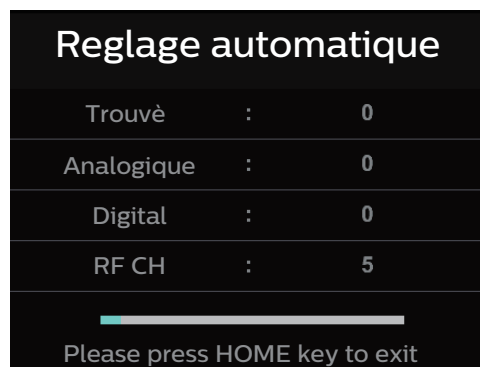 Reglage automatique
Trouvè : 0
Analogique : 0
Digital : 0
RF CH : 5
Please press HOME key to exit